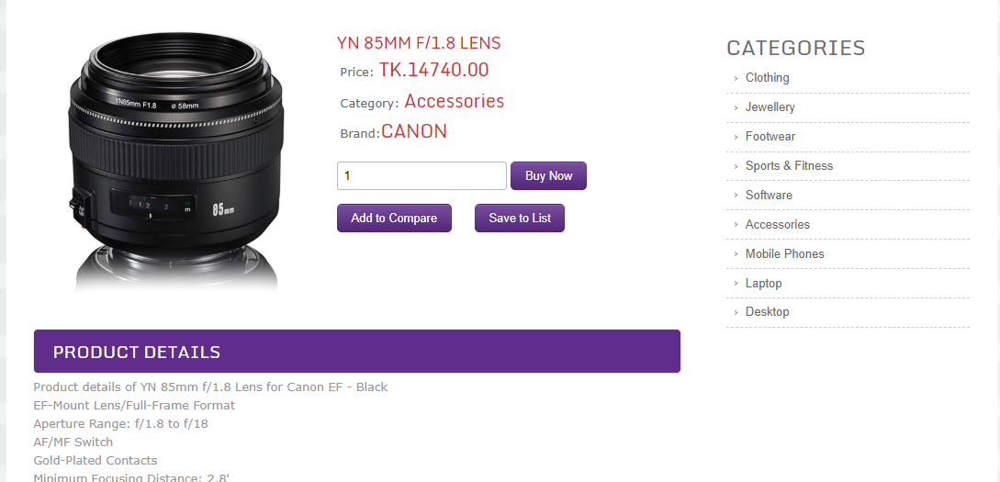 YN85mm F1.8 ø 58mm
85mm
YN 85MM F/1.8 LENS
Price: TK.14740.00
Category: Accessories
Brand:CANON
1
Buy Now
Add to Compare
Save to List
CATEGORIES
Clothing
Jewellery
Footwear
Sports & Fitness
Software
Accessories
Mobile Phones
Laptop
Desktop
PRODUCT DETAILS
Product details of YN 85mm f/1.8 Lens for Canon EF - Black
EF-Mount Lens/Full-Frame Format
Aperture Range: f/1.8 to f/18
AF/MF Switch
Gold-Plated Contacts
Minimum Focusing Distance: 2.8'